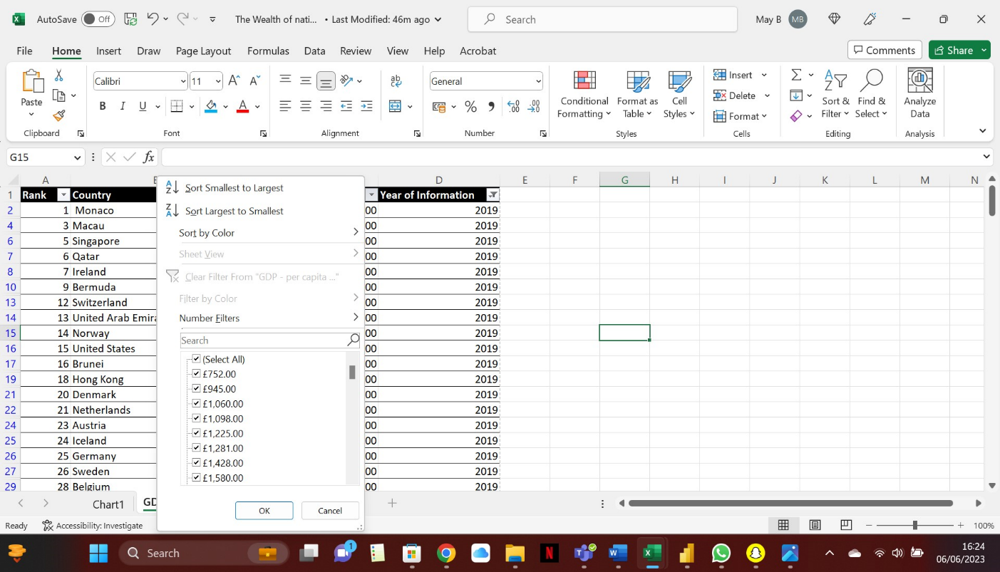 AutoSave Off The Wealth of nati... • Last Modified: 46m ago Search May B MB
File Home Insert Draw Page Layout Formulas Data Review View Help Acrobat Comments Share
Paste
Clipboard
Calibri 11
B I U A
Font
ab
Alignment
General
%
Number
Conditional Formatting
Format as Table
Cell Styles
Styles
Insert
Delete
Format
Cells
Sort & Filter
Find & Select
Editing
Analyze Data
Analysis
G15 fx
A D E F G H I J K L M N
1 Rank Country Year of Information
2 1 Monaco 00 2019
4 3 Macau 00 2019
6 5 Singapore 00 2019
7 6 Qatar 00 2019
8 7 Ireland 00 2019
10 9 Bermuda 00 2019
13 12 Switzerland 00 2019
14 13 United Arab Emir 00 2019
15 14 Norway 00 2019
16 15 United States 00 2019
17 16 Brunei 00 2019
19 18 Hong Kong 00 2019
21 20 Denmark 00 2019
22 21 Netherlands 00 2019
24 23 Austria 00 2019
25 24 Iceland 00 2019
26 25 Germany 00 2019
27 26 Sweden 00 2019
29 28 Belgium 00 2019
Sort Smallest to Largest
Sort Largest to Smallest
Sort by Color
Sheet View
Clear Filter From "GDP - per capita ..."
Filter by Color
Number Filters
Search
(Select All)
£752.00
£945.00
£1,060.00
£1,098.00
£1,225.00
£1,281.00
£1,428.00
£1,580.00
OK Cancel
Chart1 GD
Ready Accessibility: Investigate 100%
Search 1 16:24
06/06/2023